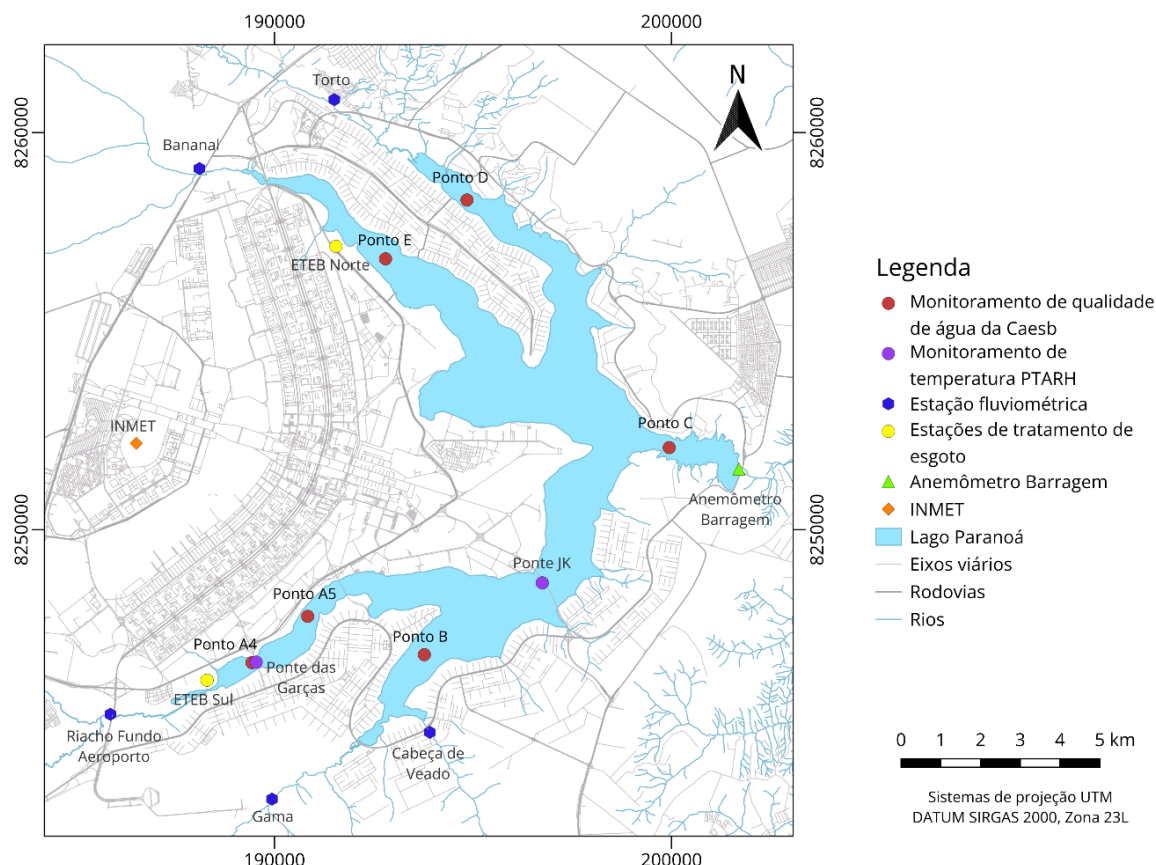 190000
200000
Torto
N
8260000
8260000
Bananal
Ponto D
Ponto E
ETEB Norte
INMET
Ponto C
Anemômetro
Barragem
8250000
8250000
Ponte JK
Ponto A5
Ponto B
Ponto A4
Ponte das
Garças
ETEB Sul
Riacho Fundo
Aeroporto
Cabeça de
Veado
Gama
190000
200000
Legenda
Monitoramento de qualidade
de água da Caesb
Monitoramento de
temperatura PTARH
Estação fluviométrica
Estações de tratamento de
esgoto
Anemômetro Barragem
INMET
Lago Paranoá
Eixos viários
Rodovias
Rios
0 1 2 3 4 5 km
Sistemas de projeção UTM
DATUM SIRGAS 2000, Zona 23L